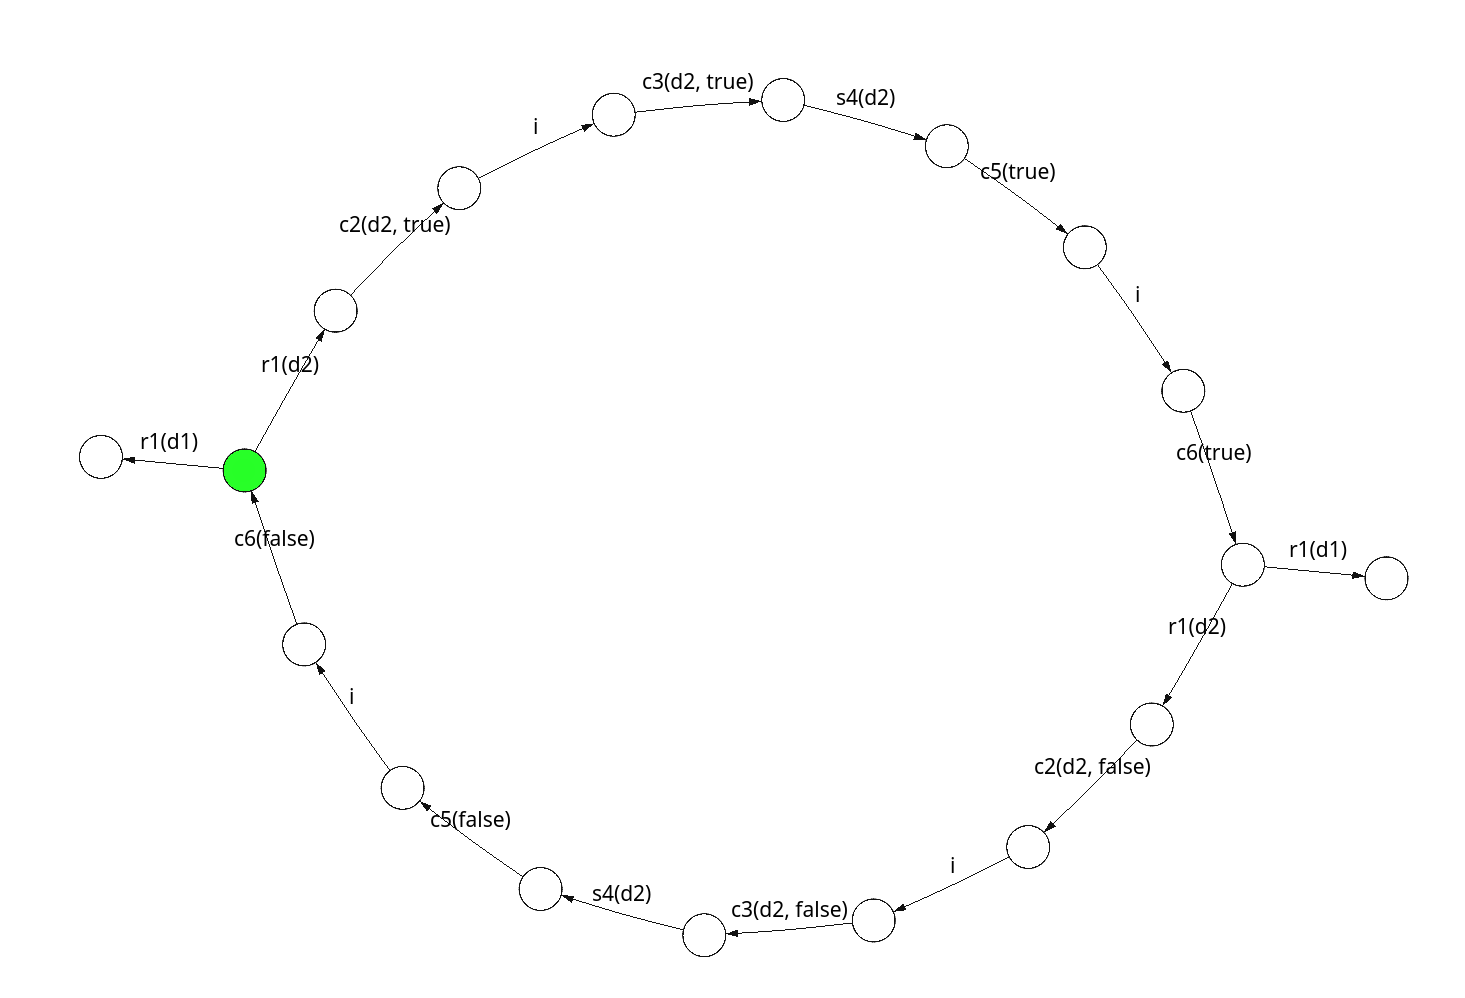 c3(d2, true)
s4(d2)
i
c5(true)
c2(d2, true)
i
r1(d2)
r1(d1)
c6(true)
c6(false)
r1(d1)
r1(d2)
i
c2(d2, false)
c5(false)
i
s4(d2)
c3(d2, false)